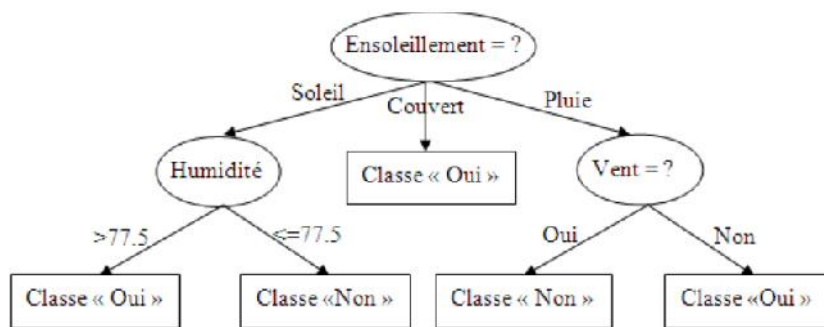 Ensoleillement = ?
Soleil
Couvert
Pluie
Humidité
Classe « Oui »
Vent = ?
>77.5
<=77.5
Oui
Non
Classe « Oui »
Classe «Non »
Classe « Non »
Classe «Oui »